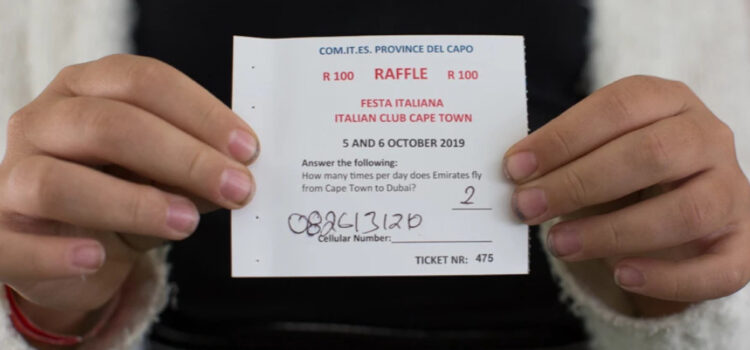 COM.IT.ES. PROVINCE DEL CAPO
R 100 RAFFLE R 100
FESTA ITALIANA
ITALIAN CLUB CAPE TOWN
5 AND 6 OCTOBER 2019
Answer the following:
How many times per day does Emirates fly
from Cape Town to Dubai? 2
Cellular Number:
TICKET NR: 475